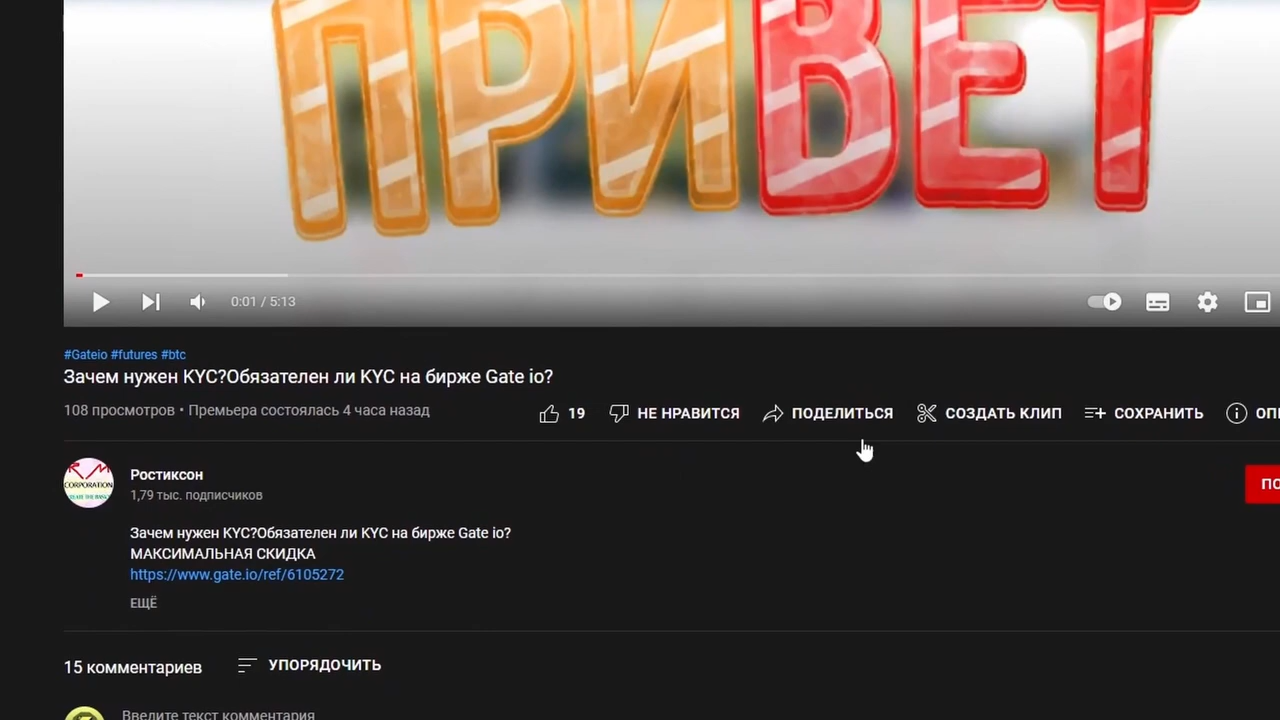 ПРИВЕТ
0:01 / 5:13
#Gateio #futures #btc
Зачем нужен KYC?Обязателен ли KYC на бирже Gate io?
108 просмотров • Премьера состоялась 4 часа назад
19 НЕ НРАВИТСЯ ПОДЕЛИТЬСЯ СОЗДАТЬ КЛИП СОХРАНИТЬ
CORPORATION
Ростиксон
1,79 тыс. подписчиков
Зачем нужен KYC?Обязателен ли KYC на бирже Gate io?
МАКСИМАЛЬНАЯ СКИДКА
https://www.gate.io/ref/6105272
ЕЩЁ
15 комментариев УПОРЯДОЧИТЬ
Введите текст комментария